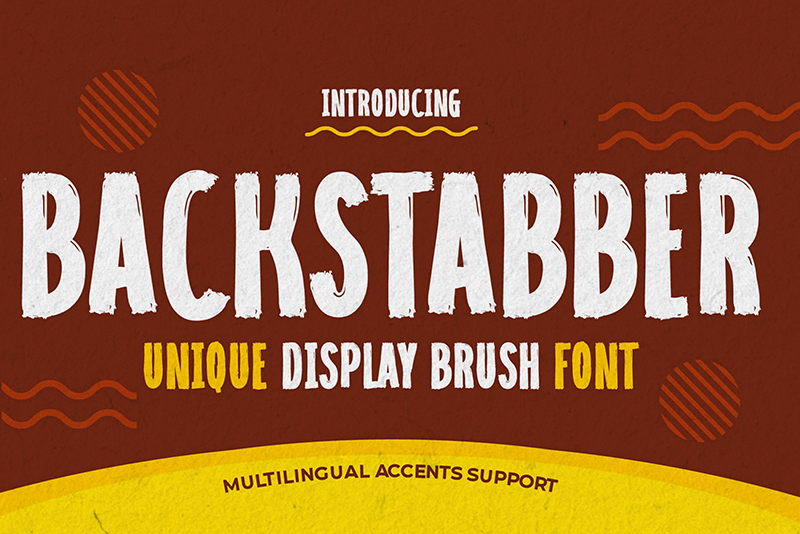 INTRODUCING
BACKSTABBER
UNIQUE DISPLAY BRUSH FONT
MULTILINGUAL ACCENTS SUPPORT